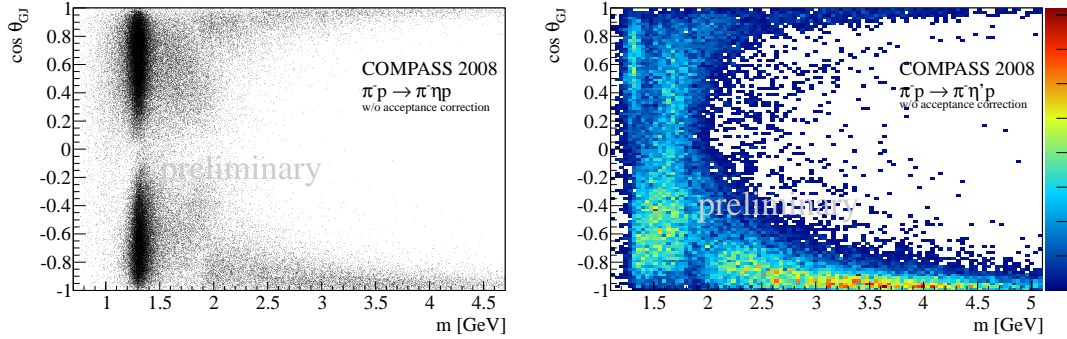 cos θGJ
1
0.8
0.6
0.4
0.2
0
-0.2
-0.4
-0.6
-0.8
-1
COMPASS 2008
π⁻p → π⁻ηp
w/o acceptance correction
preliminary
1 1.5 2 2.5 3 3.5 4 4.5
m [GeV]
cos θGJ
1
0.8
0.6
0.4
0.2
0
-0.2
-0.4
-0.6
-0.8
-1
COMPASS 2008
π⁻p → π⁻η'p
w/o acceptance correction
preliminary
1.5 2 2.5 3 3.5 4 4.5 5
m [GeV]